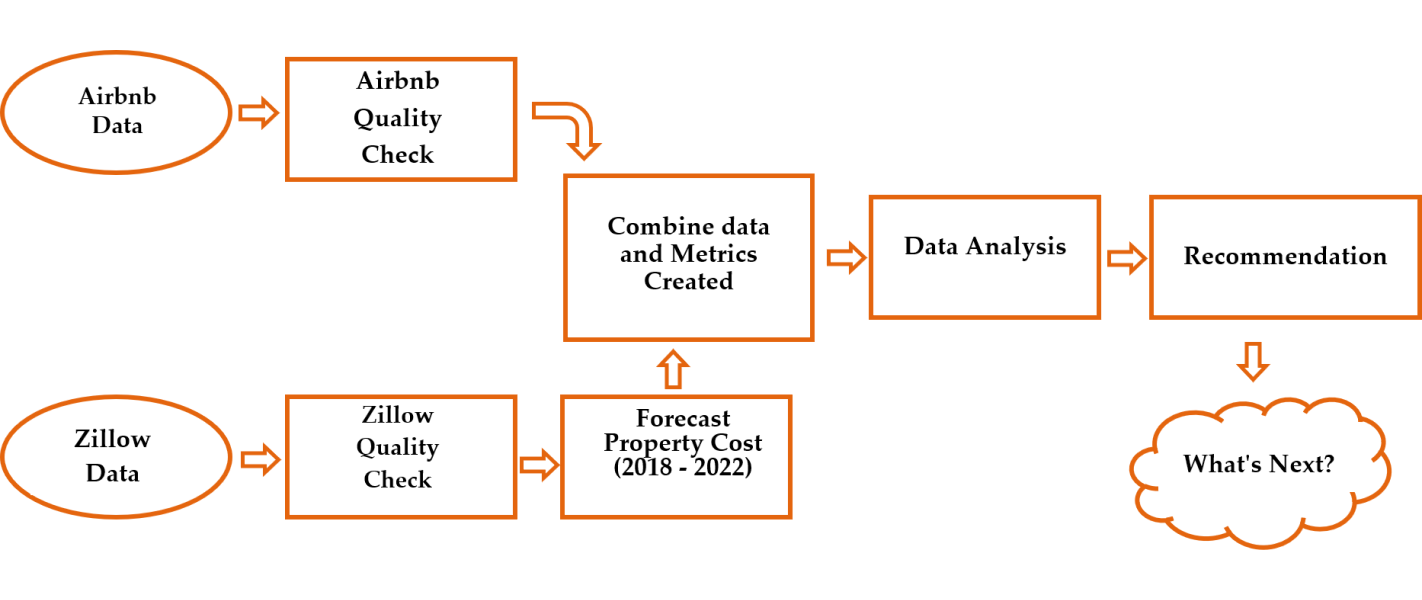 Airbnb
Data
Airbnb
Quality
Check
Combine data
and Metrics
Created
Data Analysis
Recommendation
Zillow
Data
Zillow
Quality
Check
Forecast
Property Cost
(2018 - 2022)
What's Next?